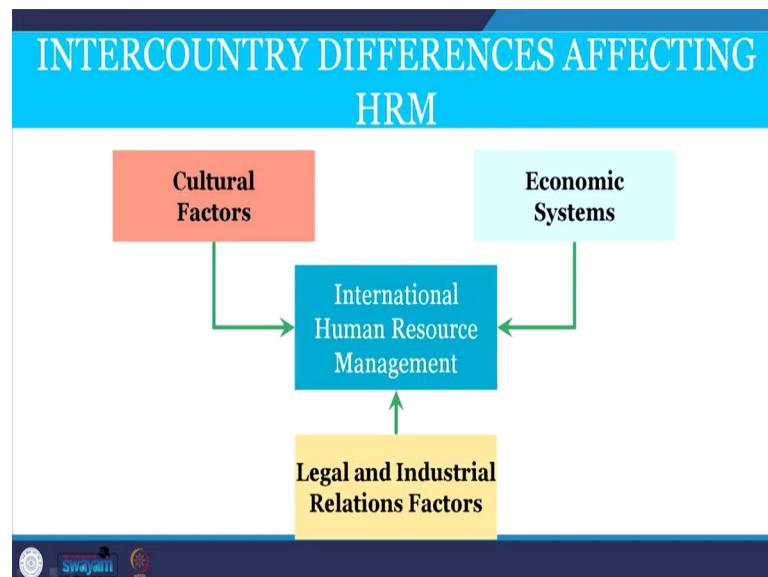 INTERCOUNTRY DIFFERENCES AFFECTING
HRM
Cultural
Factors
Economic
Systems
International
Human Resource
Management
Legal and Industrial
Relations Factors
swayam